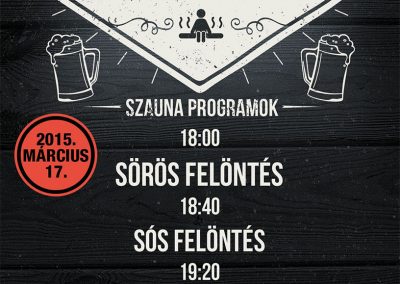 SZAUNA PROGRAMOK
18:00
2015.
MÁRCIUS
17.
SÖRÖS FELÖNTÉS
18:40
SÓS FELÖNTÉS
19:20